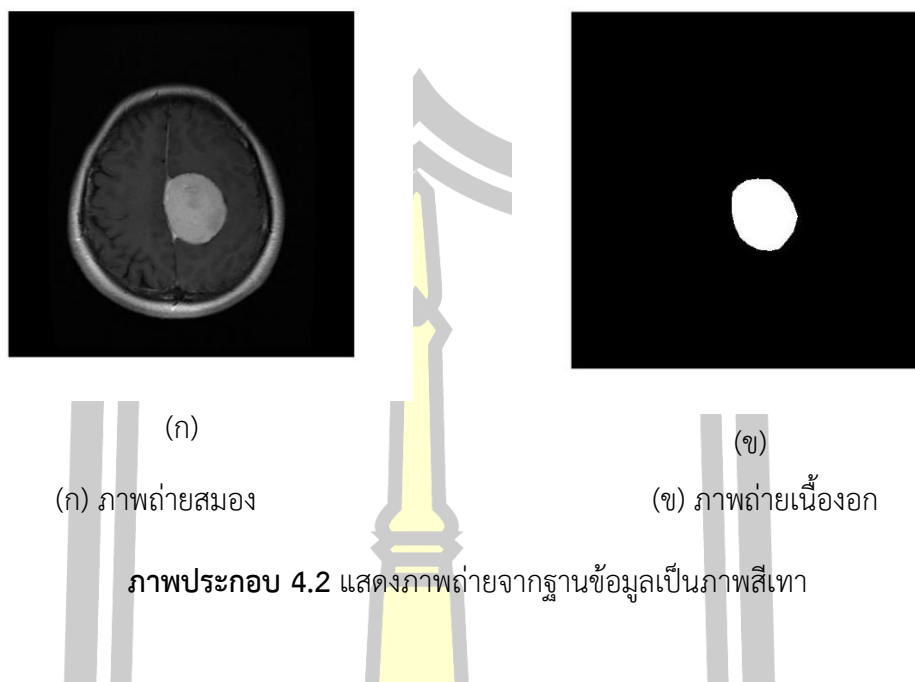 (ก)
(ข)
(ก) ภาพถ่ายสมอง
(ข) ภาพถ่ายเนื้องอก
ภาพประกอบ 4.2 แสดงภาพถ่ายจากฐานข้อมูลเป็นภาพสีเทา